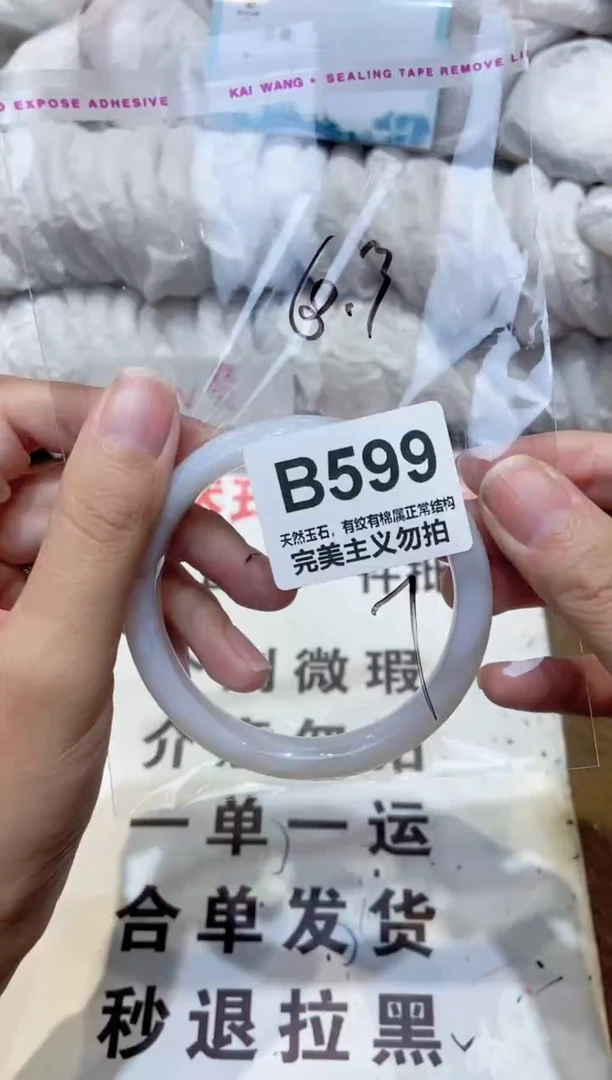 O EXPOSE ADHESIVE
KAI WANG • SEALING TAPE REMOVE LI
68.3
B599
天然玉石，有纹有棉属正常结构
完美主义勿拍
微瑕
一单一运
合单发货
秒退拉黑